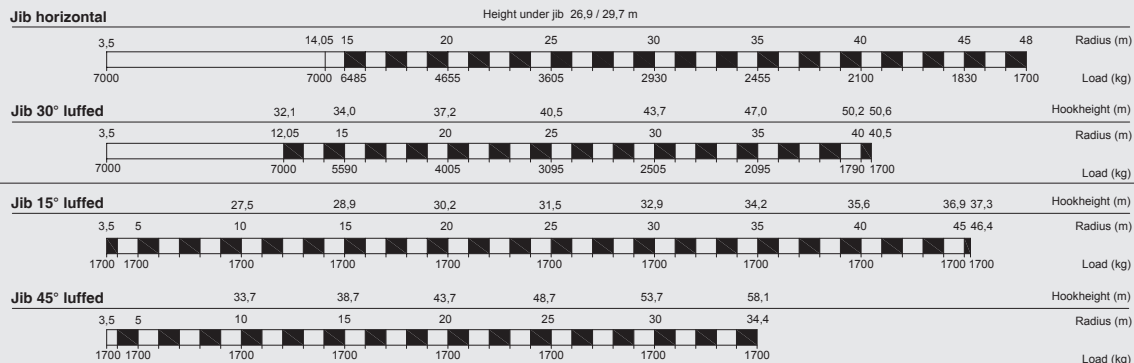 Jib horizontal Height under jib 26,9 / 29,7 m
3,5 14,05 15 20 25 30 35 40 45 48 Radius (m)
7000 7000 6485 4655 3605 2930 2455 2100 1830 1700 Load (kg)
Jib 30° luffed 32,1 34,0 37,2 40,5 43,7 47,0 50,2 50,6 Hookheight (m)
3,5 12,05 15 20 25 30 35 40 40,5 Radius (m)
7000 7000 5590 4005 3095 2505 2095 1790 1700 Load (kg)
Jib 15° luffed 27,5 28,9 30,2 31,5 32,9 34,2 35,6 36,9 37,3 Hookheight (m)
3,5 5 10 15 20 25 30 35 40 45 46,4 Radius (m)
1700 1700 1700 1700 1700 1700 1700 1700 1700 1700 1700 Load (kg)
Jib 45° luffed 33,7 38,7 43,7 48,7 53,7 58,1 Hookheight (m)
3,5 5 10 15 20 25 30 34,4 Radius (m)
1700 1700 1700 1700 1700 1700 1700 1700 Load (kg)